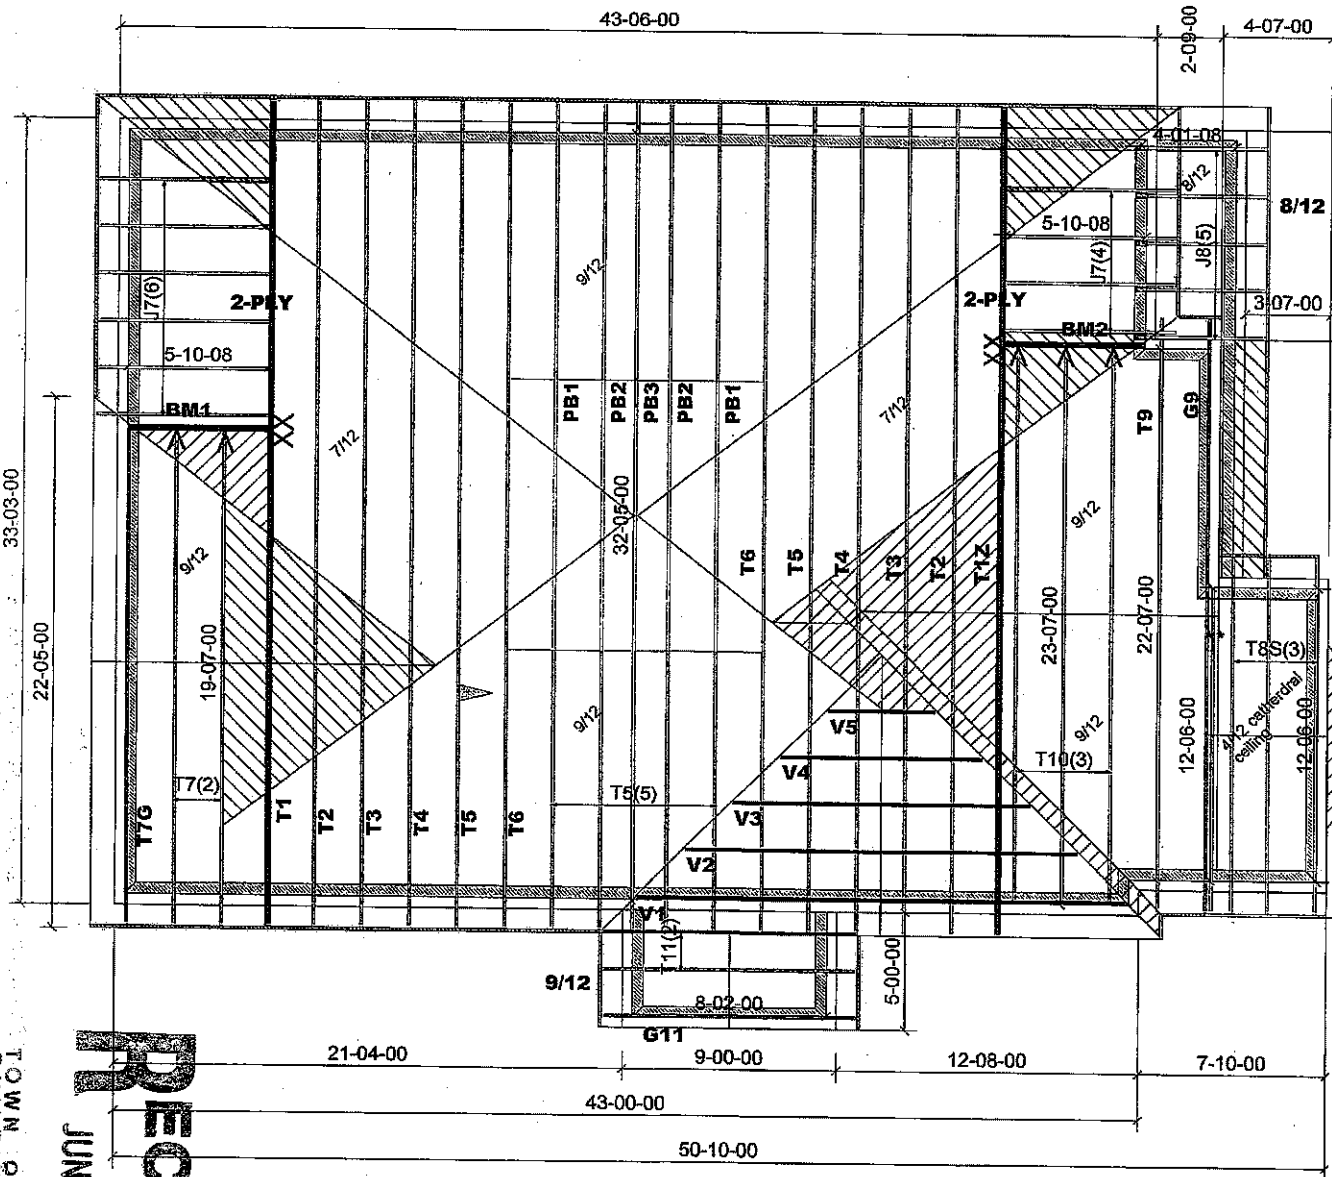 43-06-00
2-09-00
4-07-00
4-01-08
8/12
8/12
5-10-08
J7(4)
J8(5)
J7(6)
9/12
2-PLY
2-PLY
3-07-00
BM2
5-10-08
BM1
XX
XX
PB1
PB2
PB3
PB2
PB1
7/12
7/12
T9
G9
33-03-00
22-05-00
32-05-00
9/12
9/12
19-07-00
T6
T5
T4
T3
T2
T1Z
23-07-00
22-07-00
T8S(3)
4/12 cathedral
ceiling
12-06-00
12-06-00
9/12
9/12
V5
V4
V3
V2
V1
T10(3)
T7(2)
T5(5)
T7G
T1
T2
T3
T4
T5
T6
T11(2)
9/12
8-02-00
5-00-00
G11
21-04-00
9-00-00
12-08-00
7-10-00
43-00-00
50-10-00
REC
JUN
TOWN O